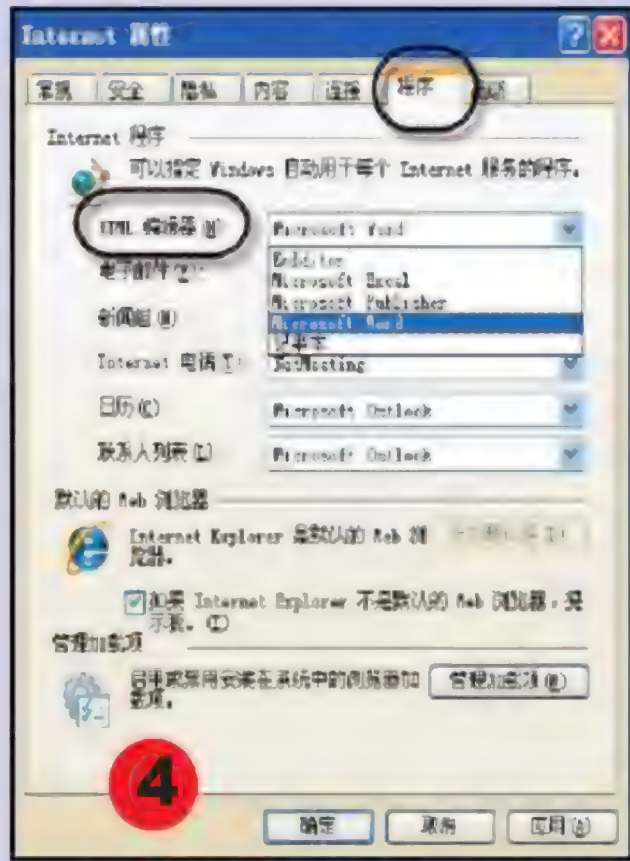 Internet 属性
常规 安全 隐私 内容 连接 程序 高级
Internet 程序
可以指定 Windows 自动用于每个 Internet 服务的程序。
HTML 编辑器(M) Microsoft Word
电子邮件
Microsoft Excel
Microsoft Publisher
新闻组(N) Microsoft Word
记事本
Internet 电话(T): NetMeeting
日历(C) Microsoft Outlook
联系人列表(L) Microsoft Outlook
默认的 Web 浏览器
Internet Explorer 是默认的 Web 浏
览器。
如果 Internet Explorer 不是默认的 Web 浏览器，提
示我。(I)
管理加载项
启用或禁用安装在系统中的浏览器加
载项。 管理加载项(M)
4
确定 取消 应用(A)